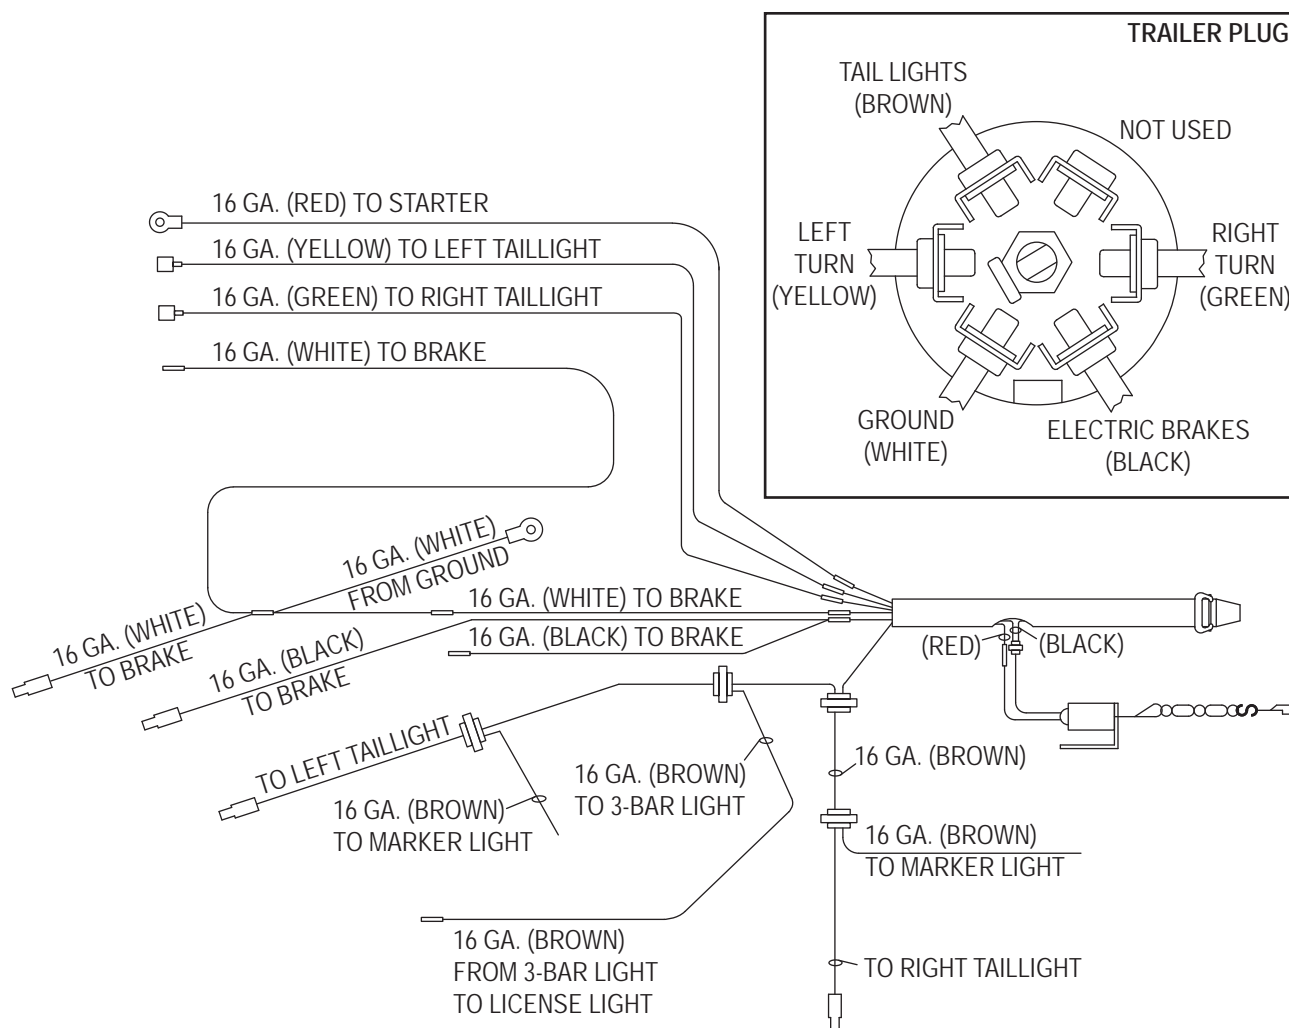 TRAILER PLUG
TAIL LIGHTS
(BROWN)
NOT USED
LEFT
TURN
(YELLOW)
RIGHT
TURN
(GREEN)
GROUND
(WHITE)
ELECTRIC BRAKES
(BLACK)
16 GA. (RED) TO STARTER
16 GA. (YELLOW) TO LEFT TAILLIGHT
16 GA. (GREEN) TO RIGHT TAILLIGHT
16 GA. (WHITE) TO BRAKE
16 GA. (WHITE)
FROM GROUND
16 GA. (WHITE)
TO BRAKE
16 GA. (BLACK)
TO BRAKE
16 GA. (WHITE) TO BRAKE
16 GA. (BLACK) TO BRAKE
(RED)
(BLACK)
TO LEFT TAILLIGHT
16 GA. (BROWN)
TO MARKER LIGHT
16 GA. (BROWN)
TO 3-BAR LIGHT
16 GA. (BROWN)
16 GA. (BROWN)
TO MARKER LIGHT
16 GA. (BROWN)
FROM 3-BAR LIGHT
TO LICENSE LIGHT
TO RIGHT TAILLIGHT